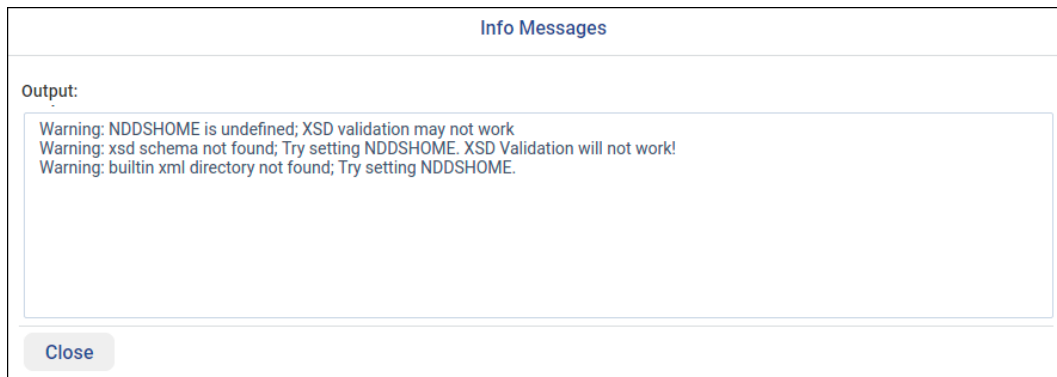 Info Messages
Output:
Warning: NDDSHOME is undefined; XSD validation may not work
Warning: xsd schema not found; Try setting NDDSHOME. XSD Validation will not work!
Warning: builtin xml directory not found; Try setting NDDSHOME.
Close